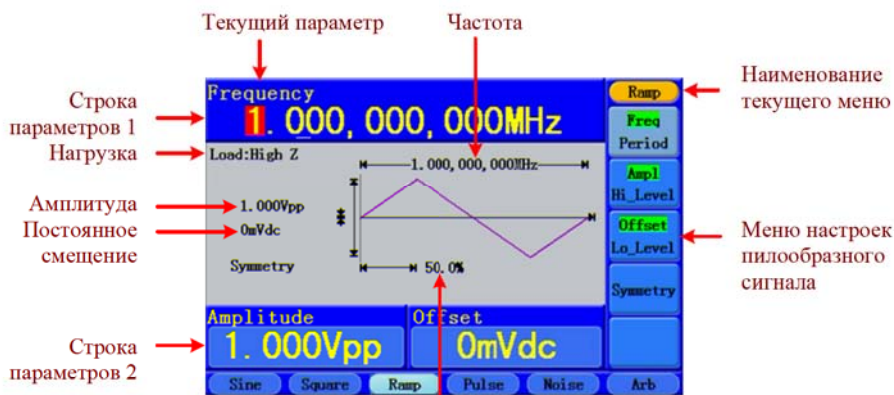 Текущий параметр
Частота
Наименование
текущего меню
Строка
параметров 1
Нагрузка
Амплитуда
Постоянное
смещение
Строка
параметров 2
Меню настроек
пилообразного
сигнала
Frequency
1.000,000,000MHz
Load:High Z
1.000,000,000MHz
1.000Vpp
0mVdc
Symmetry
50.0%
Amplitude
1.000Vpp
Offset
0mVdc
Ramp
Freq
Period
Ampl
Hi_Level
Offset
Lo_Level
Symmetry
Sine Square Ramp Pulse Noise Arb